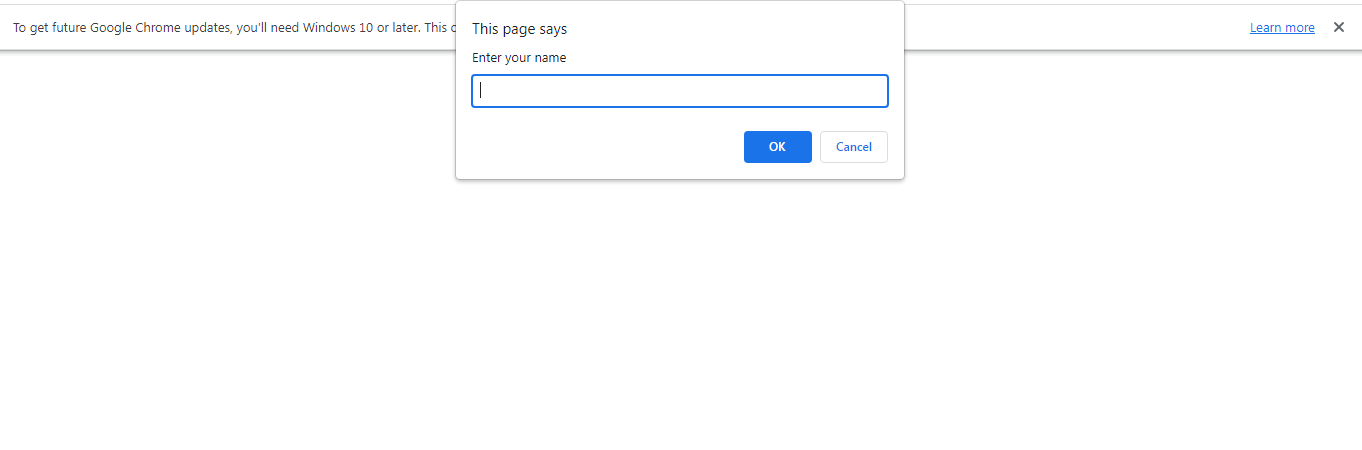 This page says
To get future Google Chrome updates, you'll need Windows 10 or later. This c
Learn more
Enter your name
OK
Cancel